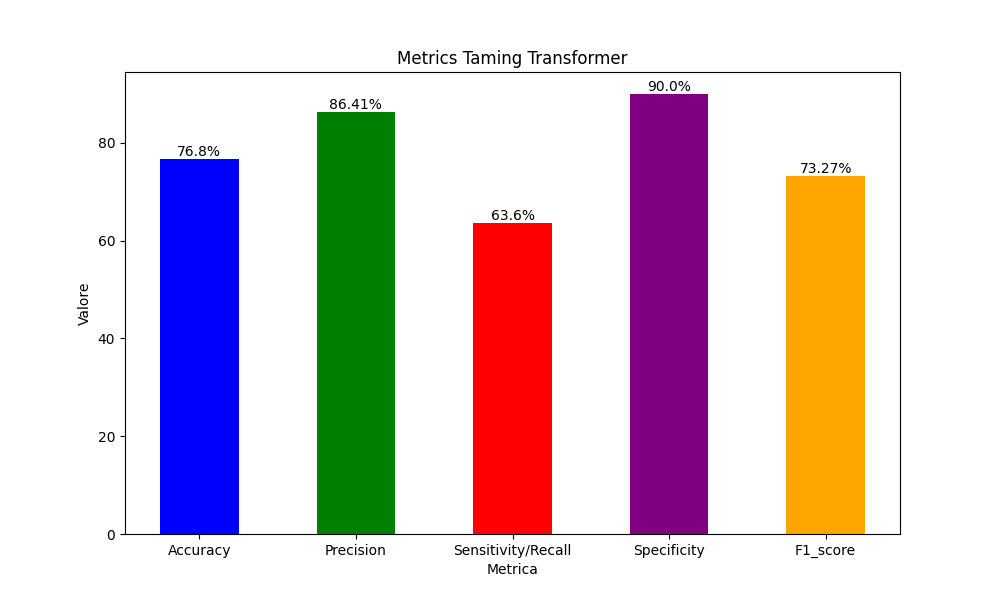 Metrics Taming Transformer
Valore
80
60
40
20
0
76.8%
86.41%
63.6%
90.0%
73.27%
Accuracy
Precision
Sensitivity/Recall
Specificity
F1_score
Metrica